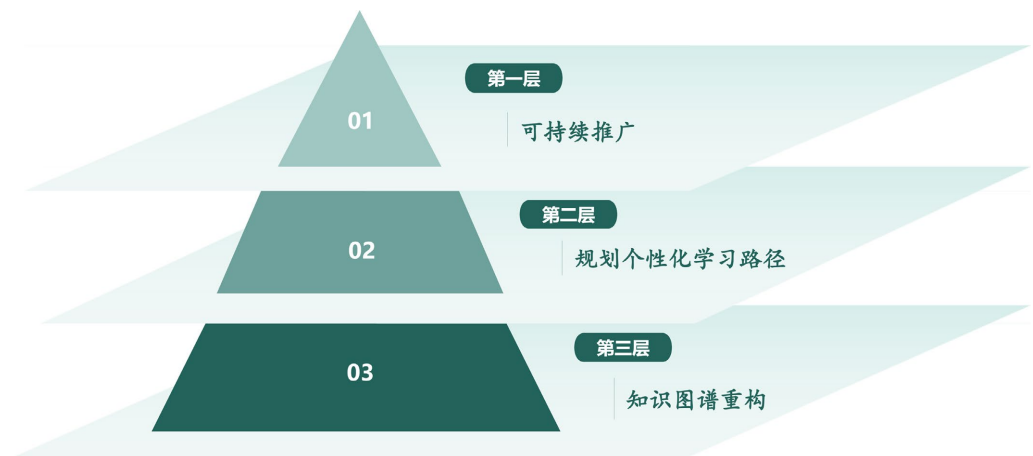 第一层
01
可持续推广
第二层
02
规划个性化学习路径
第三层
03
知识图谱重构